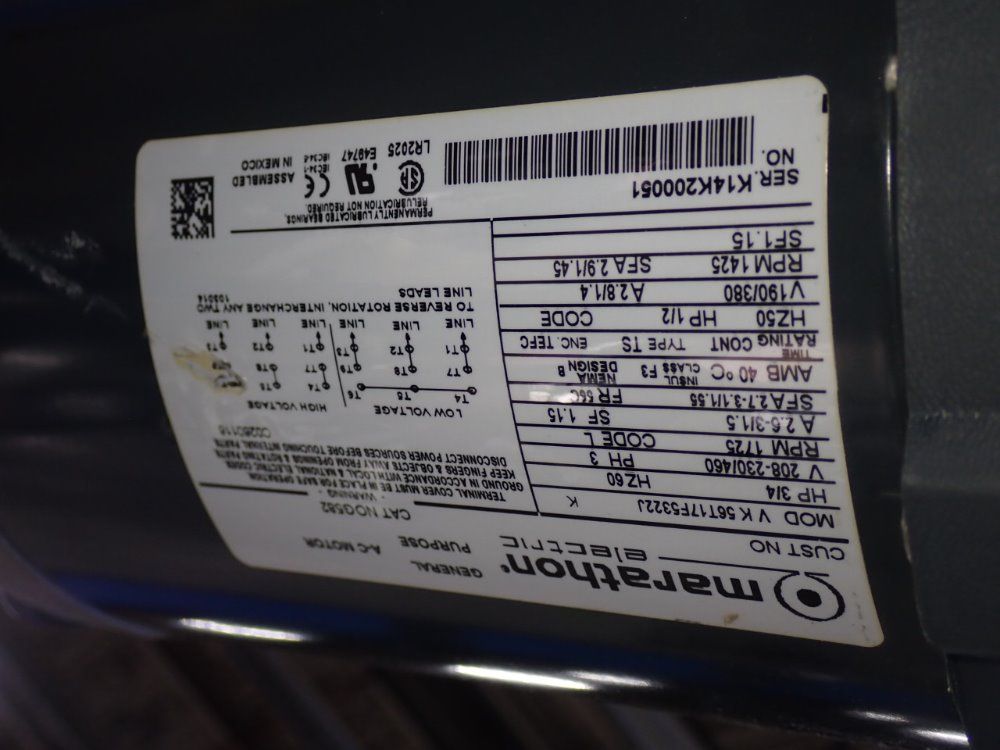 marathon®
electric
GENERAL
PURPOSE A-C MOTOR
CUST NO
CAT NO G582
MOD V K 56T17F5322J K
HP 3/4 HZ 60
V 208-230/460 PH 3
RPM 1725 CODE L
A 2.6-3/1.5 SF 1.15
SFA 2.7-3.1/1.55 FR 56C
AMB 40 °C INSUL CLASS F3 NEMA DESIGN B
TIME RATING CONT TYPE TS ENC. TEFC
HZ50 HP 1/2 CODE
V190/380 A 2.8/1.4
RPM 1425 SFA 2.9/1.45
SF1.15
SER. NO. K14K200051
- WARNING -
TERMINAL COVER MUST BE IN PLACE FOR SAFE OPERATION.
GROUND IN ACCORDANCE WITH LOCAL & NATIONAL ELECTRIC CODES.
KEEP FINGERS & OBJECTS AWAY FROM OPENINGS & ROTATING PARTS.
DISCONNECT POWER SOURCES BEFORE TOUCHING INTERNAL PARTS.
LOW VOLTAGE HIGH VOLTAGE
T4 T5 T6 T4 T5
T7 T8 T9 T7 T8
T1 T2 T3 T1 T2 T3
LINE LINE LINE LINE LINE LINE
TO REVERSE ROTATION, INTERCHANGE ANY TWO
LINE LEADS 103014
PERMANENTLY LUBRICATED BEARINGS.
RELUBRICATION NOT REQUIRED.
LR2025 E49747 IEC34-1
ASSEMBLED
IN MEXICO